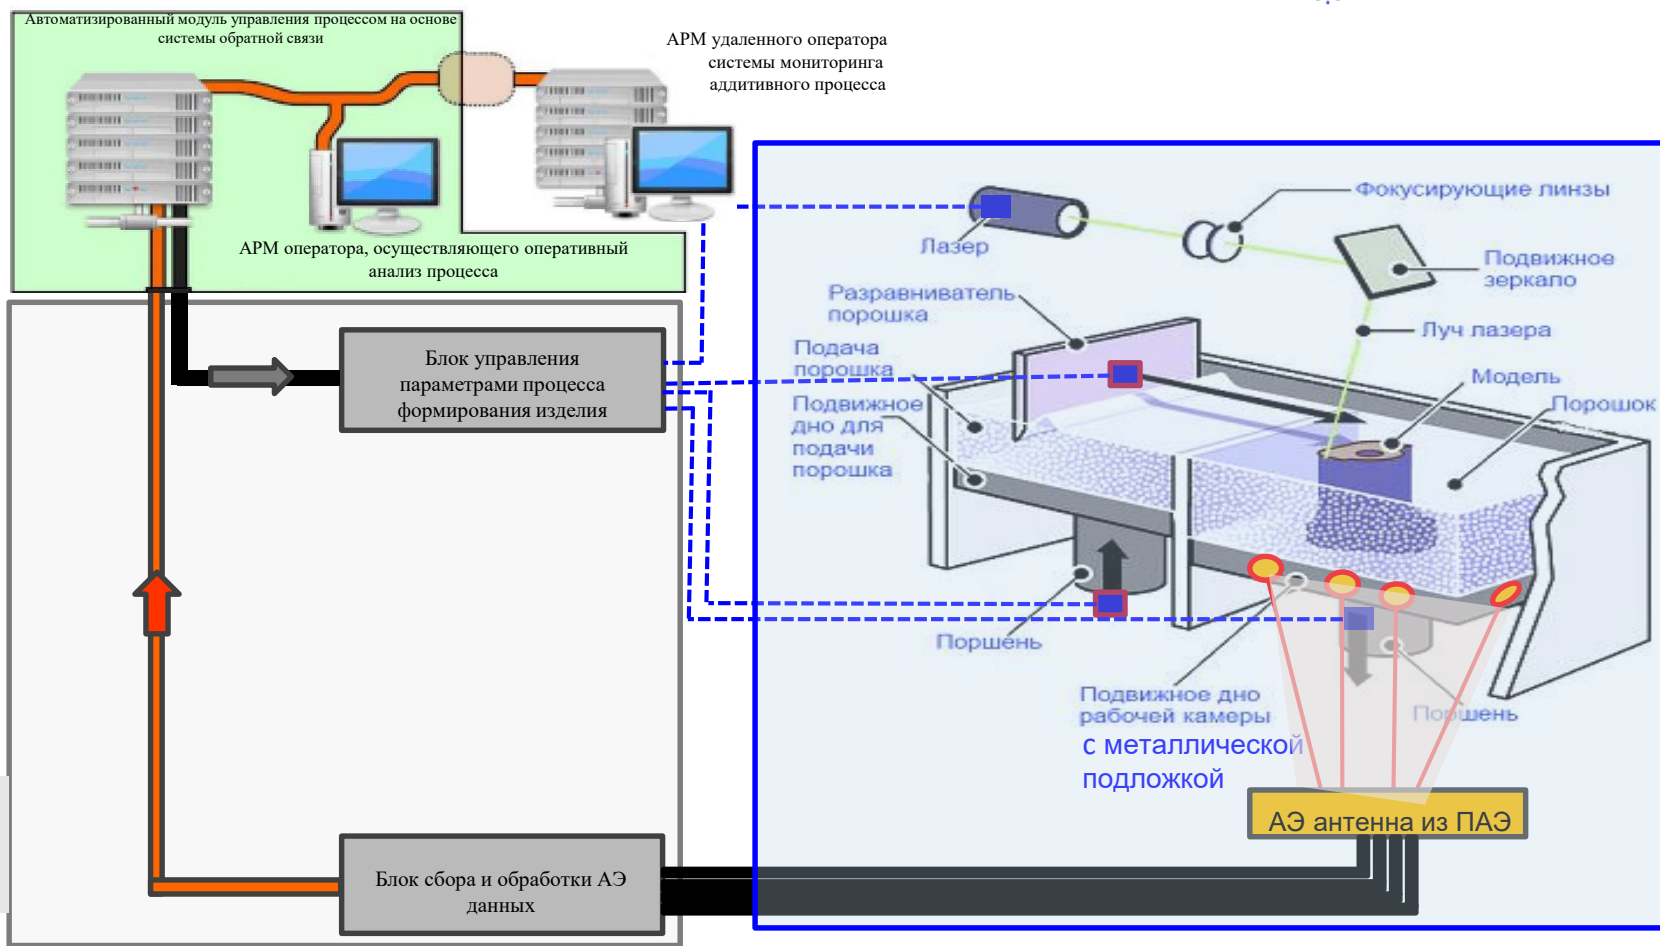 Автоматизированный модуль управления процессом на основе
системы обратной связи
АРМ удаленного оператора
системы мониторинга
аддитивного процесса
АРМ оператора, осуществляющего оперативный
анализ процесса
Блок управления
параметрами процесса
формирования изделия
Блок сбора и обработки АЭ
данных
Фокусирующие линзы
Лазер
Подвижное
зеркало
Разравниватель
порошка
Луч лазера
Подача
порошка
Модель
Подвижное
дно для
подачи
порошка
Порошок
Поршень
Подвижное дно
рабочей камеры
с металлической
подложкой
Поршень
АЭ антенна из ПАЭ